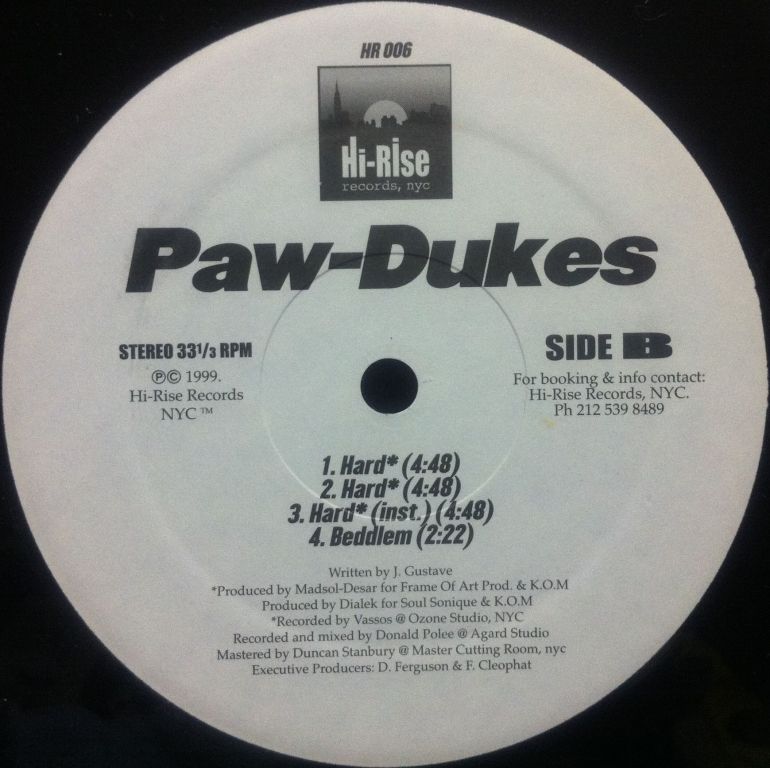 HR 006
Hi-Rise
records, nyc
Paw-Dukes
STEREO 33 1/3 RPM
℗© 1999.
Hi-Rise Records
NYC ™
SIDE B
For booking & info contact:
Hi-Rise Records, NYC.
Ph 212 539 8489
1. Hard* (4:48)
2. Hard* (4:48)
3. Hard* (inst.) (4:48)
4. Beddlem (2:22)
Written by J. Gustave
*Produced by Madsol-Desar for Frame Of Art Prod. & K.O.M
Produced by Dialek for Soul Sonique & K.O.M
*Recorded by Vassos @ Ozone Studio, NYC
Recorded and mixed by Donald Polee @ Agard Studio
Mastered by Duncan Stanbury @ Master Cutting Room, nyc
Executive Producers: D. Ferguson & F. Cleophat